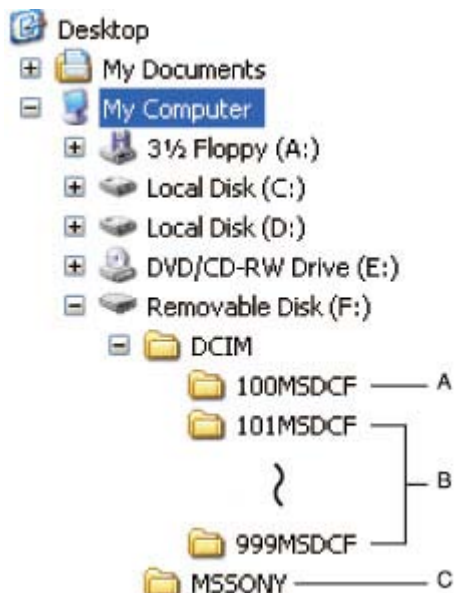 Desktop
My Documents
My Computer
3½ Floppy (A:)
Local Disk (C:)
Local Disk (D:)
DVD/CD-RW Drive (E:)
Removable Disk (F:)
DCIM
100MSDCF A
101MSDCF
B
999MSDCF
MSSONY C